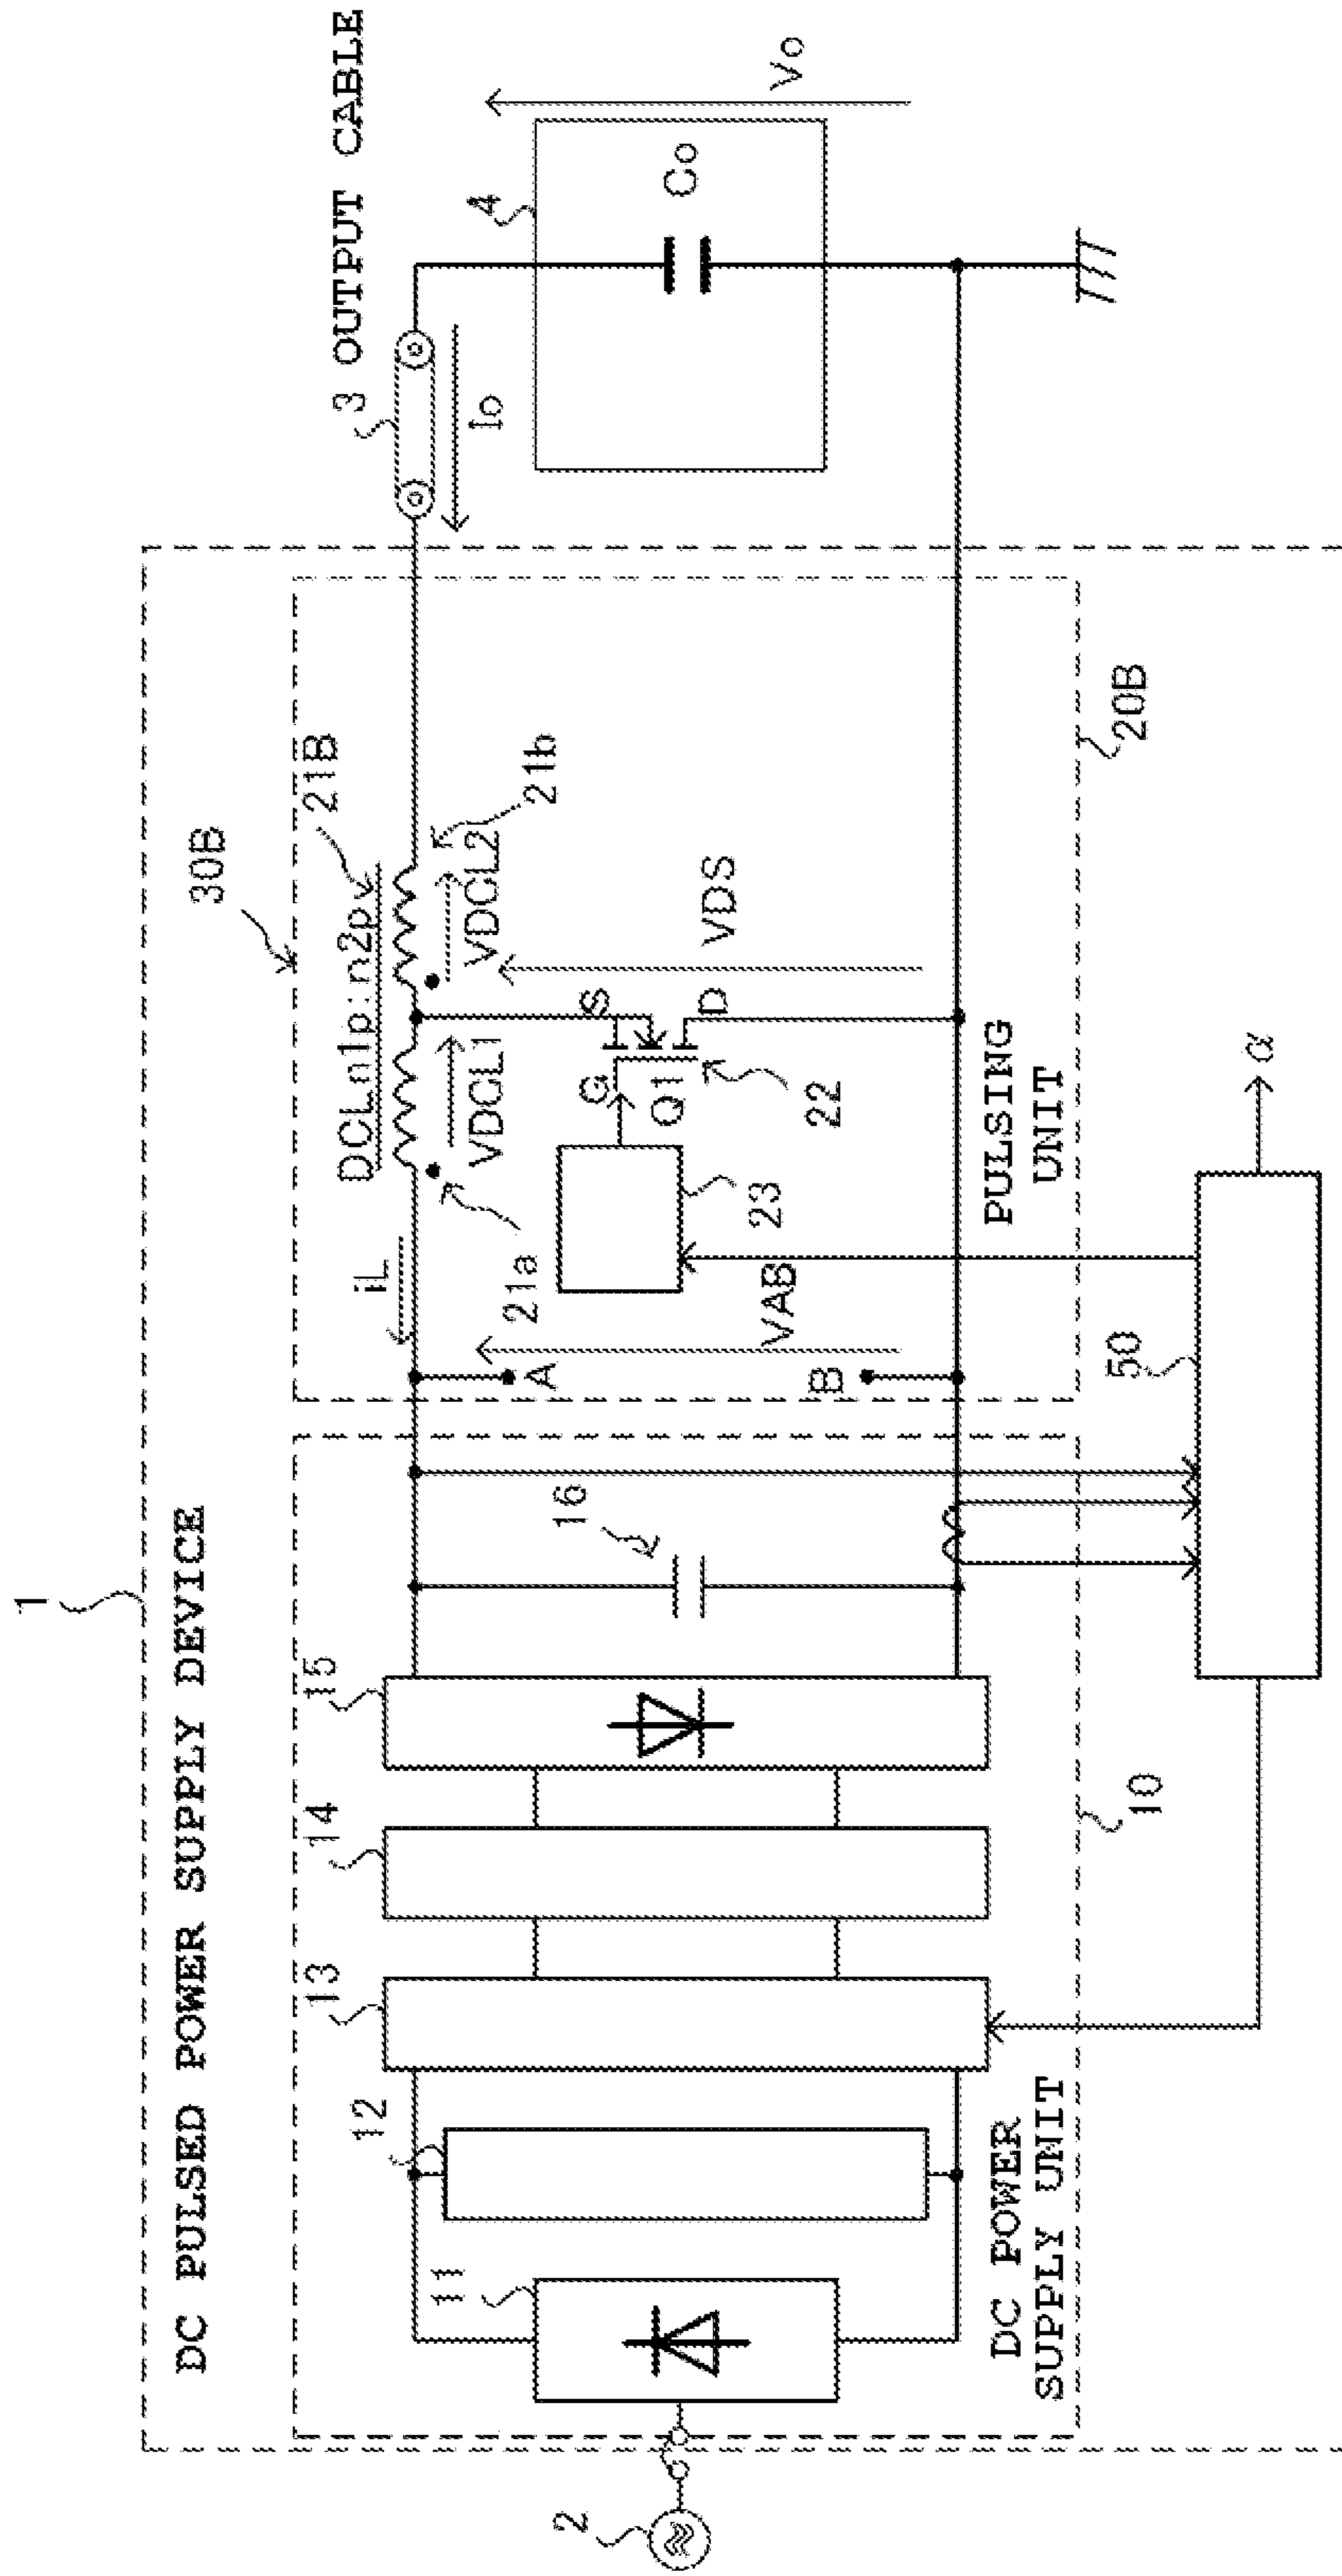 1
DC PULSED POWER SUPPLY DEVICE
30B
3 OUTPUT CABLE
DCLn1p:n2p
21B
15
14
13
12
11
iL
VDCL1
VDCL2
21a
21b
Io
4
Co
Vo
2
16
A
B
VAB
23
G
S
D
Q1
22
VDS
PULSING
UNIT
20B
DC POWER
SUPPLY UNIT
10
50
α